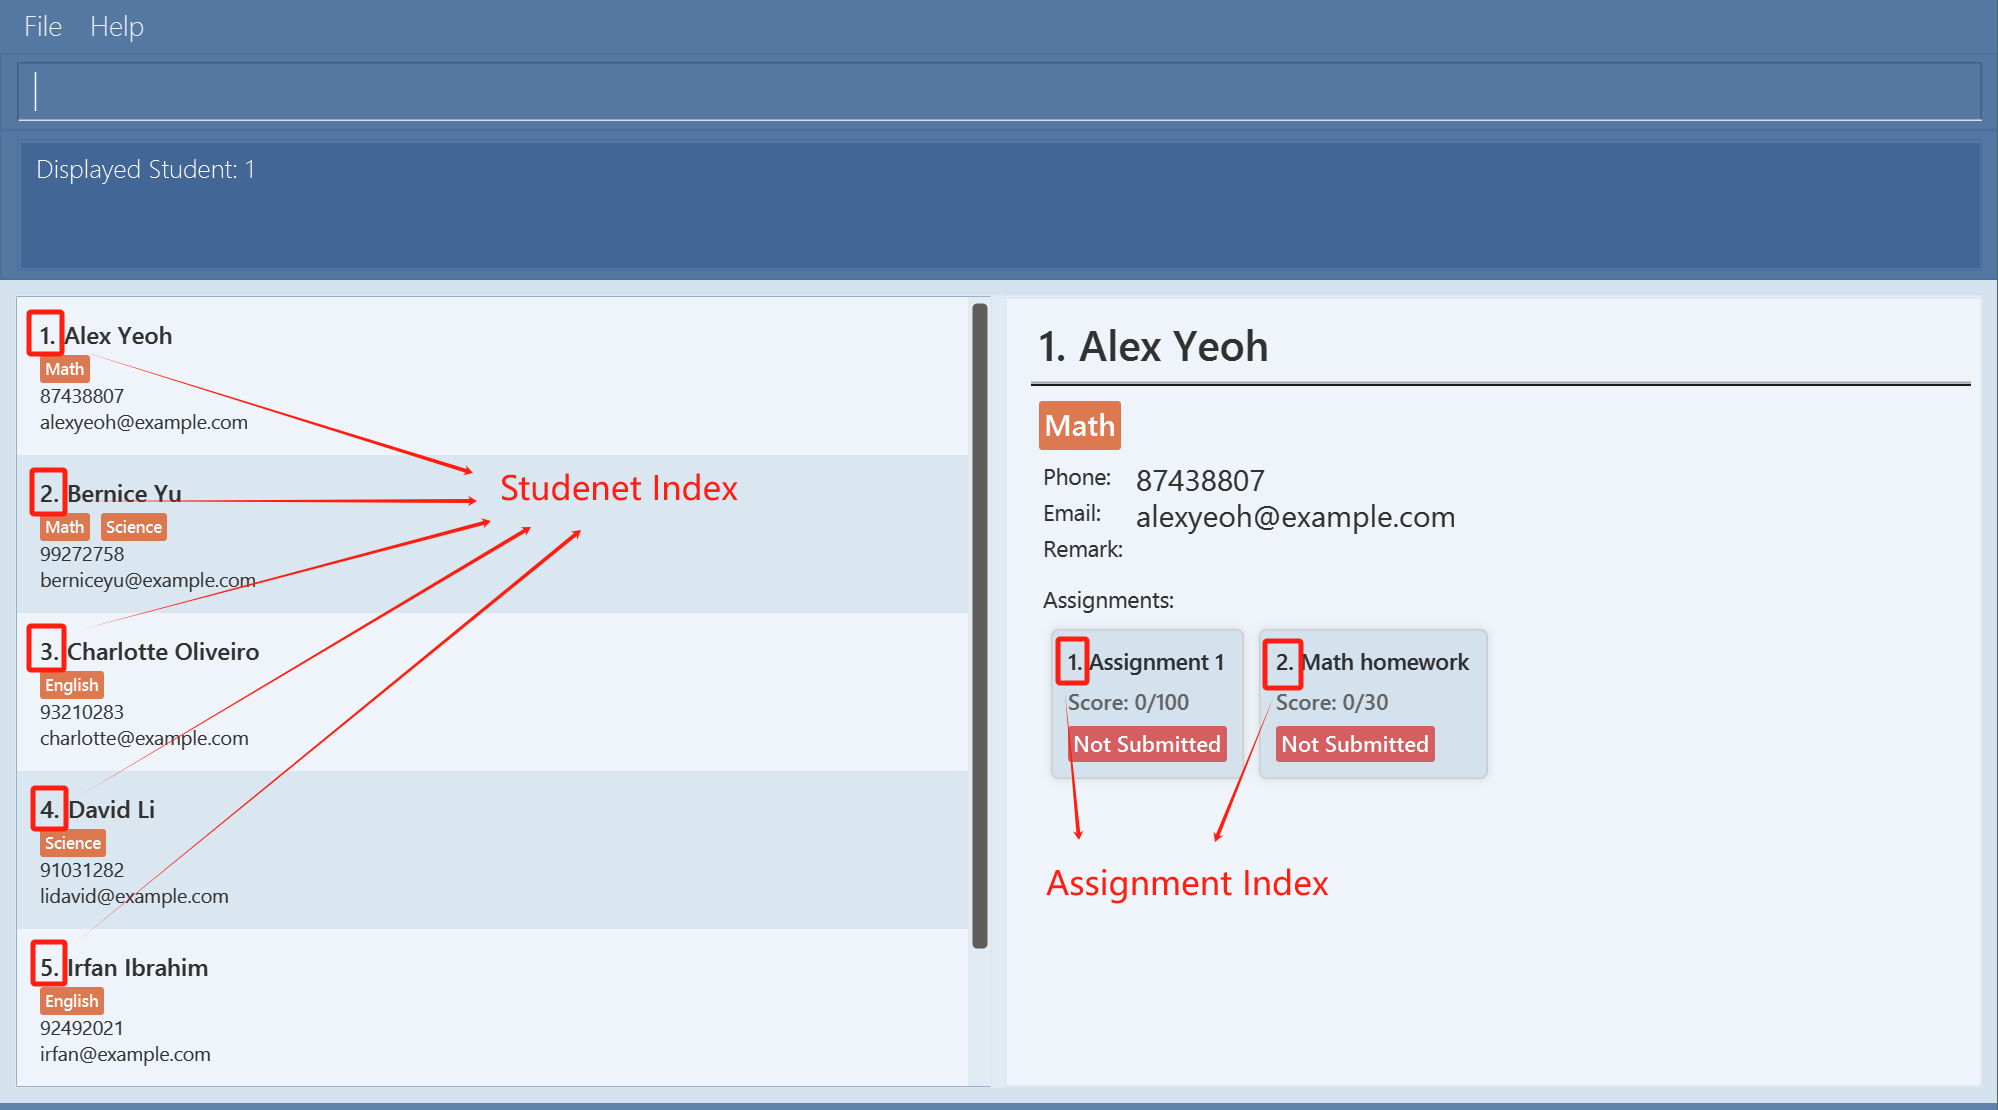 File Help
Displayed Student: 1
1. Alex Yeoh
Math
87438807
alexyeoh@example.com
2. Bernice Yu
Math Science
99272758
berniceyu@example.com
3. Charlotte Oliveiro
English
93210283
charlotte@example.com
4. David Li
Science
91031282
lidavid@example.com
5. Irfan Ibrahim
English
92492021
irfan@example.com
Studenet Index
1. Alex Yeoh
Math
Phone: 87438807
Email: alexyeoh@example.com
Remark:
Assignments:
1. Assignment 1
Score: 0/100
Not Submitted
2. Math homework
Score: 0/30
Not Submitted
Assignment Index